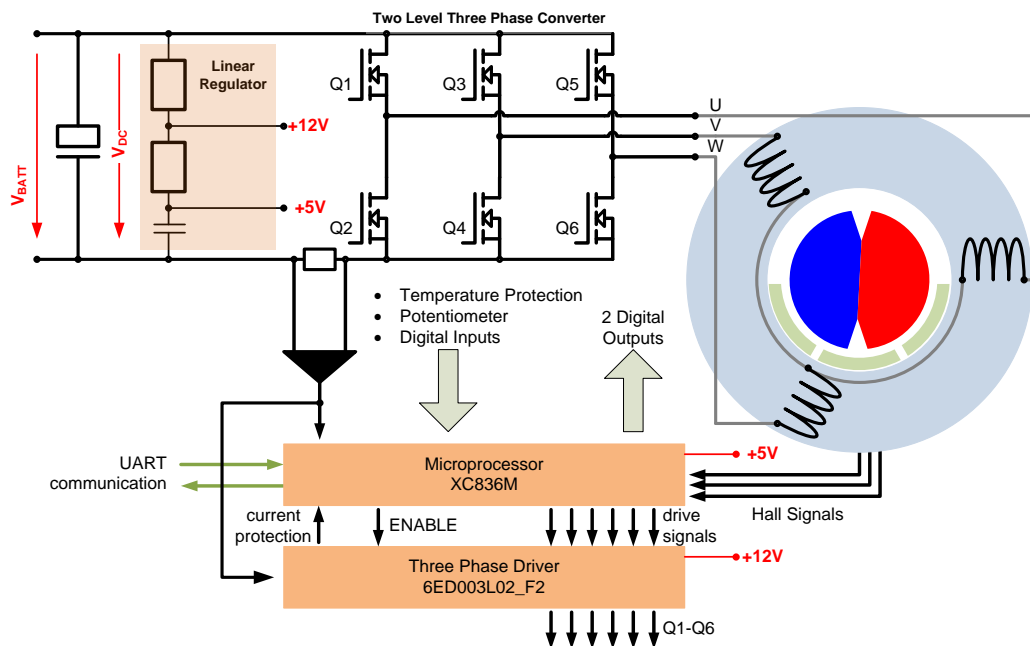 Two Level Three Phase Converter
Linear
Regulator
Q1
Q3
Q5
+12V
+5V
V_BATT
V_DC
Q2
Q4
Q6
U
V
W
• Temperature Protection
• Potentiometer
• Digital Inputs
2 Digital
Outputs
UART
communication
Microprocessor
XC836M
+5V
Hall Signals
current
protection
ENABLE
drive
signals
Three Phase Driver
6ED003L02_F2
+12V
Q1-Q6